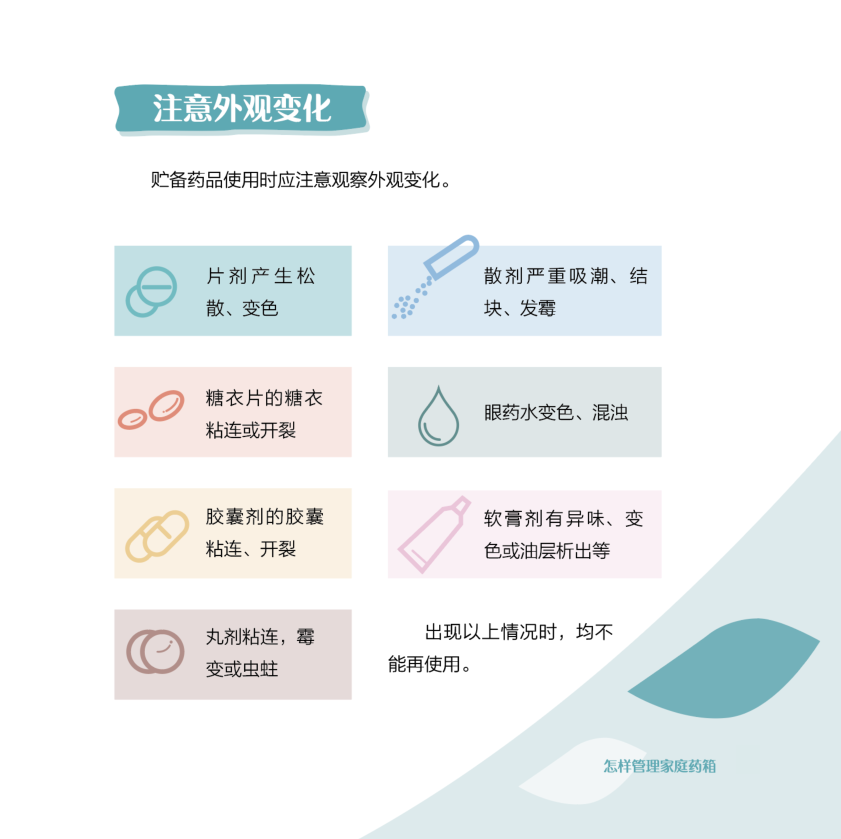 注意外观变化
贮备药品使用时应注意观察外观变化。
片剂产生松
散、变色
散剂严重吸潮、结
块、发霉
糖衣片的糖衣
粘连或开裂
眼药水变色、混浊
胶囊剂的胶囊
粘连、开裂
软膏剂有异味、变
色或油层析出等
丸剂粘连，霉
变或虫蛀
出现以上情况时，均不
能再使用。
怎样管理家庭药箱